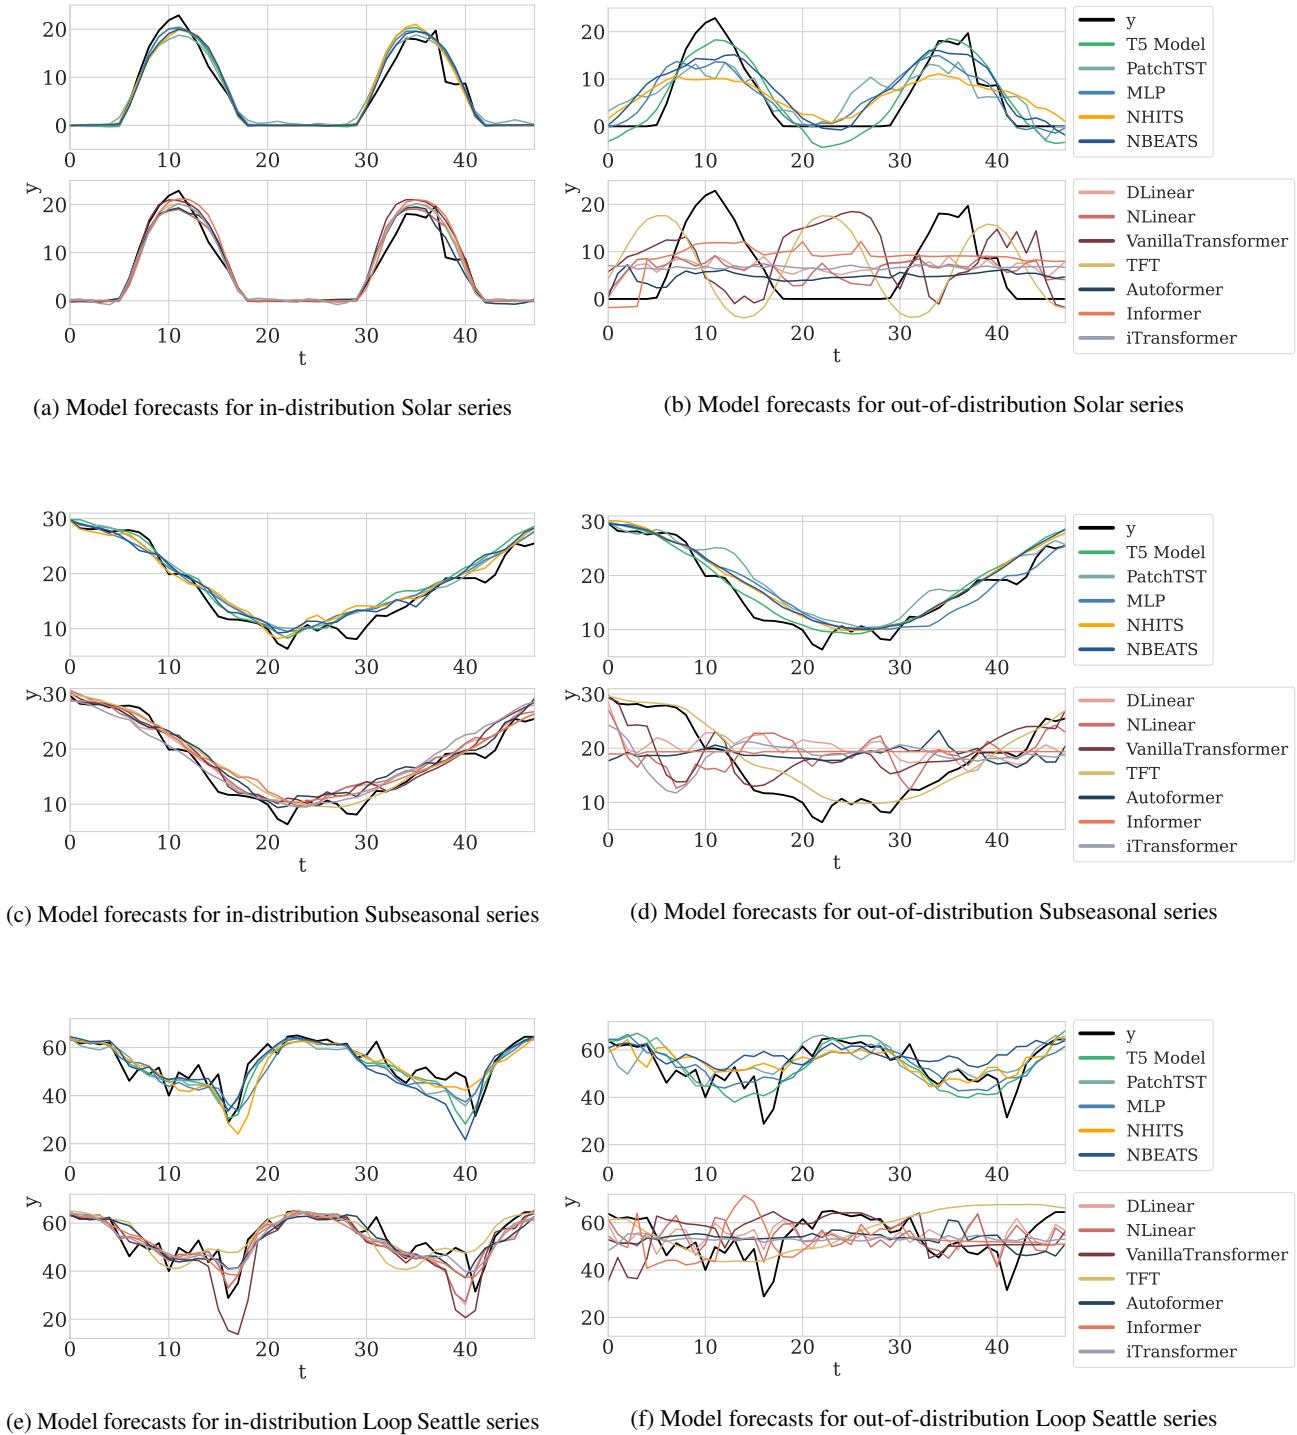 20
10
0
0
10
20
30
40
y
20
10
0
0
10
20
30
40
t
(a) Model forecasts for in-distribution Solar series
20
10
0
0
20
40
20
10
0
0
10
20
30
40
t
y
T5 Model
PatchTST
MLP
NHITS
NBEATS
DLinear
NLinear
VanillaTransformer
TFT
Autoformer
Informer
iTransformer
(b) Model forecasts for out-of-distribution Solar series
30
20
10
0
10
20
30
40
y
30
20
10
0
10
20
30
40
t
(c) Model forecasts for in-distribution Subseasonal series
30
20
10
0
10
20
30
40
y
30
20
10
0
10
20
30
40
t
y
T5 Model
PatchTST
MLP
NHITS
NBEATS
DLinear
NLinear
VanillaTransformer
TFT
Autoformer
Informer
iTransformer
(d) Model forecasts for out-of-distribution Subseasonal series
60
40
20
0
10
20
30
40
y
60
40
20
0
10
20
30
40
t
(e) Model forecasts for in-distribution Loop Seattle series
60
40
20
0
10
20
30
40
y
60
40
20
0
10
20
30
40
t
y
T5 Model
PatchTST
MLP
NHITS
NBEATS
DLinear
NLinear
VanillaTransformer
TFT
Autoformer
Informer
iTransformer
(f) Model forecasts for out-of-distribution Loop Seattle series